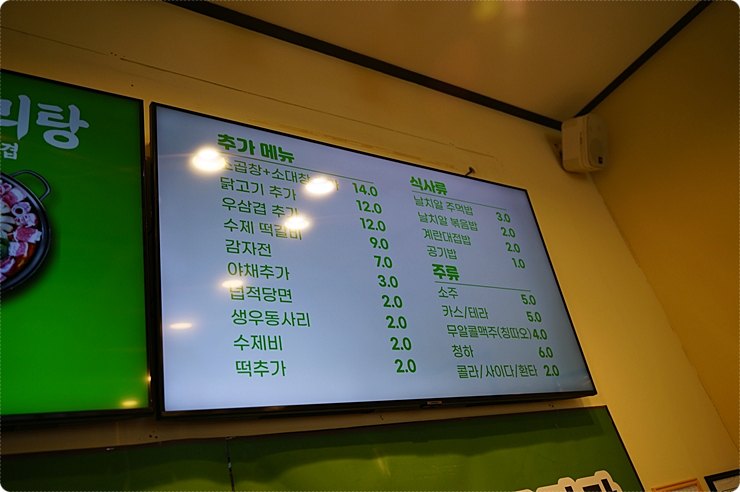 리탕
겹
추가 메뉴
소곱창+소대창 14.0
닭고기 추가 12.0
우삼겹 추가 12.0
수제 떡갈비 9.0
감자전 7.0
야채추가 3.0
넙적당면 2.0
생우동사리 2.0
수제비 2.0
떡추가 2.0
식사류
날치알 주먹밥 3.0
날치알 볶음밥 2.0
계란대접밥 2.0
공기밥 1.0
주류
소주 5.0
카스/테라 5.0
무알콜맥주(칭따오) 4.0
청하 6.0
콜라/사이다/환타 2.0